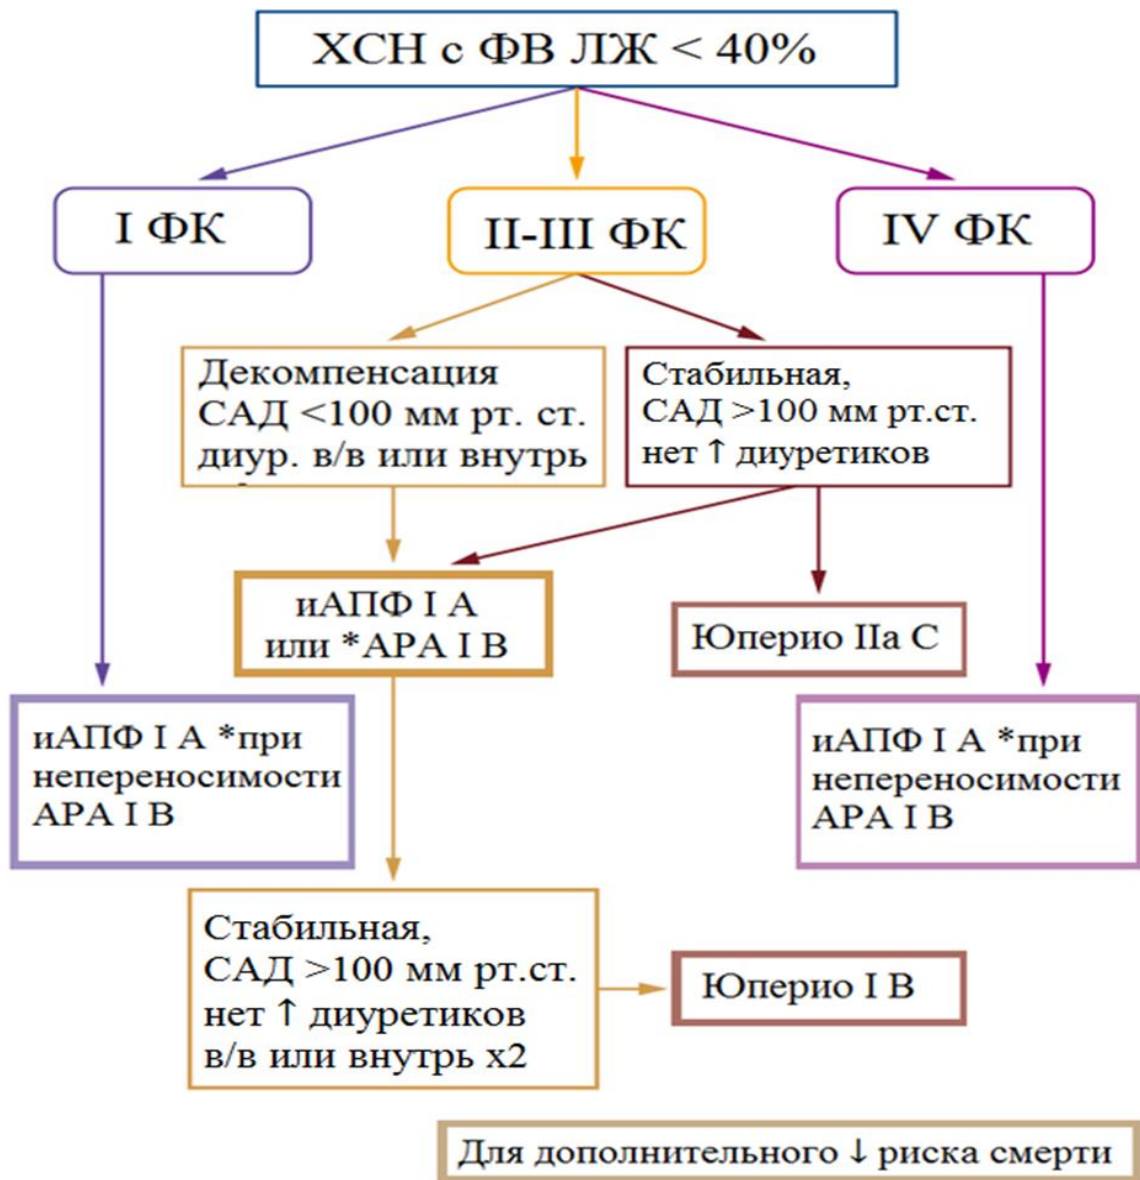 ХСН с ФВ ЛЖ < 40%
I ФК
II-III ФК
IV ФК
Декомпенсация
САД <100 мм рт. ст.
диур. в/в или внутрь
Стабильная,
САД >100 мм рт.ст.
нет ↑ диуретиков
иАПФ I A
или *АРА I B
Юперио IIa C
иАПФ I A *при
непереносимости
АРА I B
иАПФ I A *при
непереносимости
АРА I B
Стабильная,
САД >100 мм рт.ст.
нет ↑ диуретиков
в/в или внутрь x2
Юперио I B
Для дополнительного ↓ риска смерти